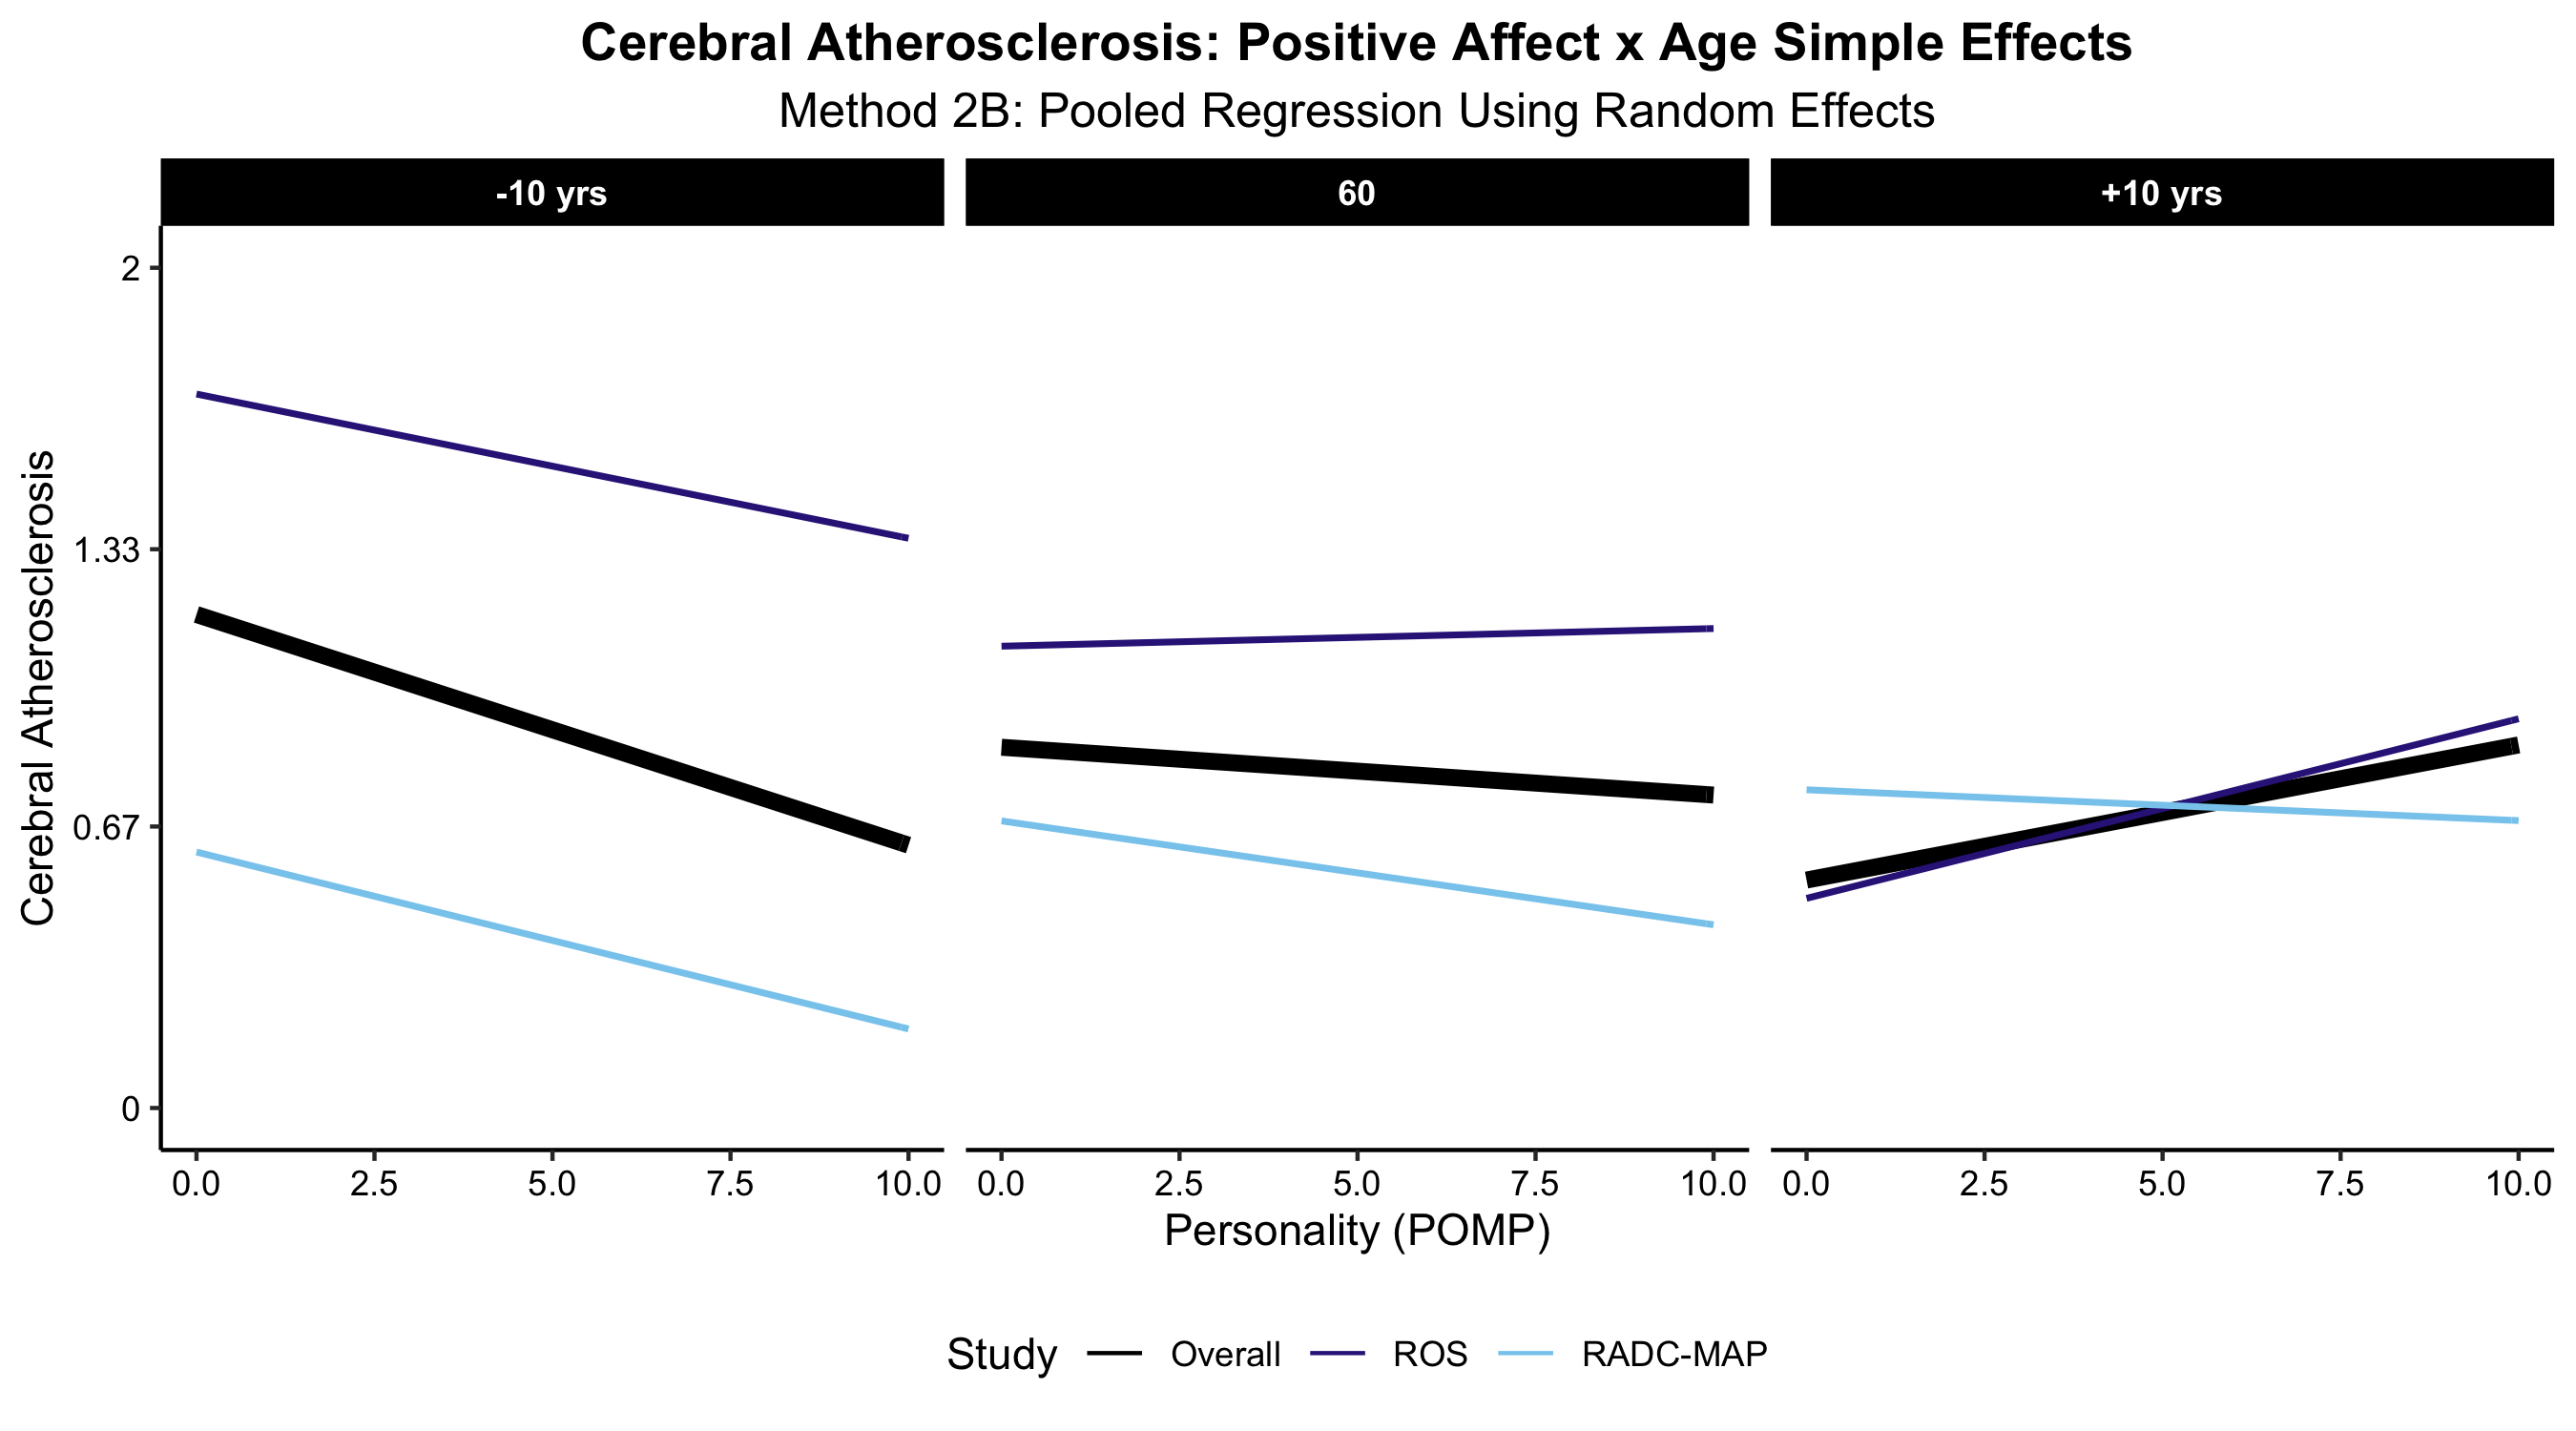 Cerebral Atherosclerosis: Positive Affect x Age Simple Effects
Method 2B: Pooled Regression Using Random Effects
-10 yrs
60
+10 yrs
Cerebral Atherosclerosis
2
1.33
0.67
0
0.0 2.5 5.0 7.5 10.0
0.0 2.5 5.0 7.5 10.0
0.0 2.5 5.0 7.5 10.0
Personality (POMP)
Study Overall ROS RADC-MAP